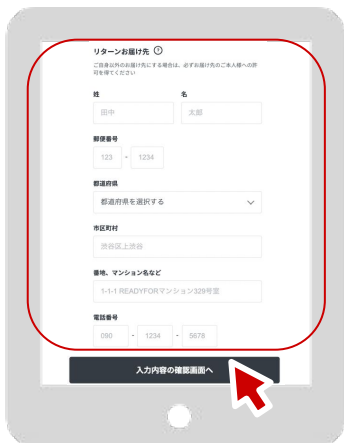 リターンお届け先 ?
ご自身以外のお届け先にする場合は、必ずお届け先のご本人様への許
可を得てください
姓 名
田中 太郎
郵便番号
123 - 1234
都道府県
都道府県を選択する
市区町村
渋谷区上渋谷
番地、マンション名など
1-1-1 READYFORマンション329号室
電話番号
090 - 1234 - 5678
入力内容の確認画面へ